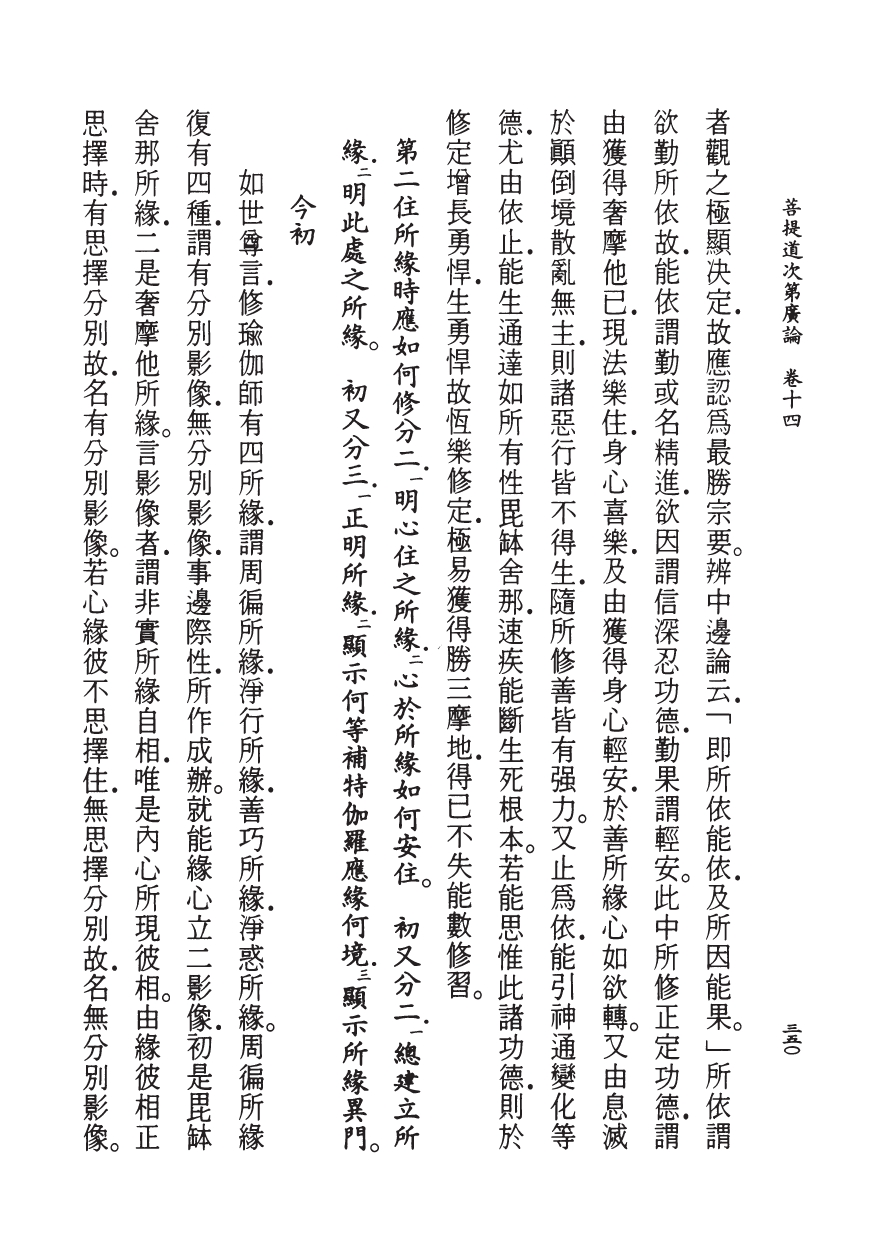 菩提道次第廣論　卷十四
三五〇
者觀之極顯決定．故應認爲最勝宗要。辨中邊論云．「即所依能依．及所因能果。」所依謂
欲勤所依故．能依謂勤或名精進．欲因謂信深忍功德．勤果謂輕安。此中所修正定功德．謂
由獲得奢摩他已．現法樂住．身心喜樂．及由獲得身心輕安．於善所緣心如欲轉。又由息滅
於顚倒境散亂無主．則諸惡行皆不得生．隨所修善皆有强力。又止爲依．能引神通變化等
德．尤由依止．能生通達如所有性毘缽舍那．速疾能斷生死根本。若能思惟此諸功德．則於
修定增長勇悍．生勇悍故恆樂修定．極易獲得勝三摩地．得已不失能數修習。
第二住所緣時應如何修分二．一明心住之所緣．二心於所緣如何安住。　初又分二．一總建立所
緣．二明此處之所緣。　初又分三．一正明所緣．二顯示何等補特伽羅應緣何境．三顯示所緣異門。
今初
如世尊言．修瑜伽師有四所緣．謂周徧所緣．淨行所緣．善巧所緣．淨惑所緣。周徧所緣
復有四種．謂有分別影像．無分別影像．事邊際性．所作成辦。就能緣心立二影像．初是毘缽
舍那所緣．二是奢摩他所緣。言影像者．謂非實所緣自相．唯是內心所現彼相。由緣彼相正
思擇時．有思擇分別故．名有分別影像。若心緣彼不思擇住．無思擇分別故．名無分別影像。